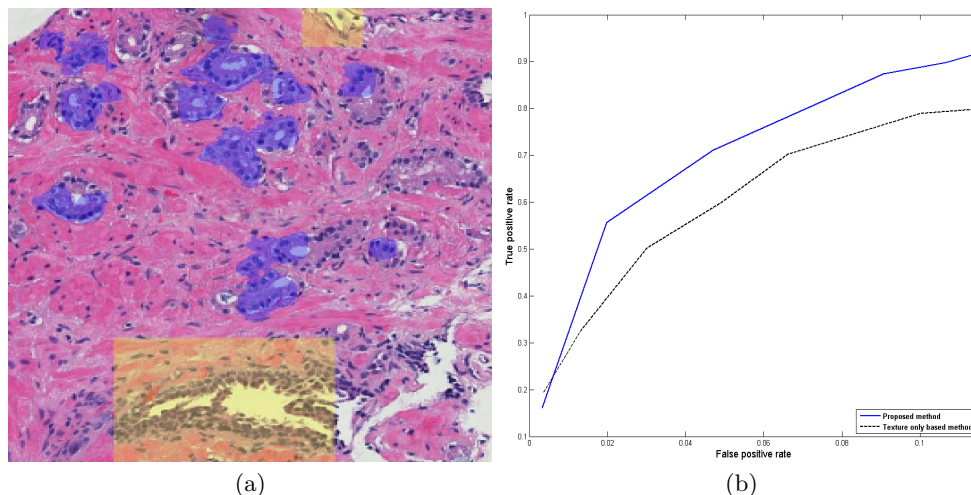 1
0.9
0.8
0.7
0.6
0.5
0.4
0.3
0.2
0.1
True positive rate
0 0.02 0.04 0.06 0.08 0.1
False positive rate
Proposed method
Texture only based method
(a) (b)